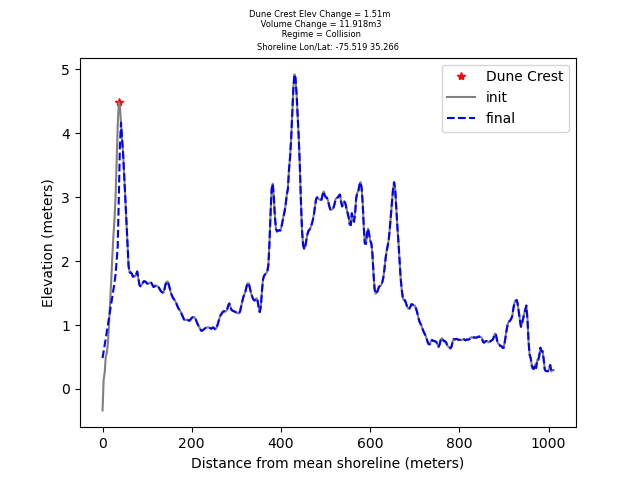 Dune Crest Elev Change = 1.51m
Volume Change = 11.918m3
Regime = Collision
Shoreline Lon/Lat: -75.519 35.266
Dune Crest
init
final
5
4
3
2
1
0
Elevation (meters)
0
200
400
600
800
1000
Distance from mean shoreline (meters)